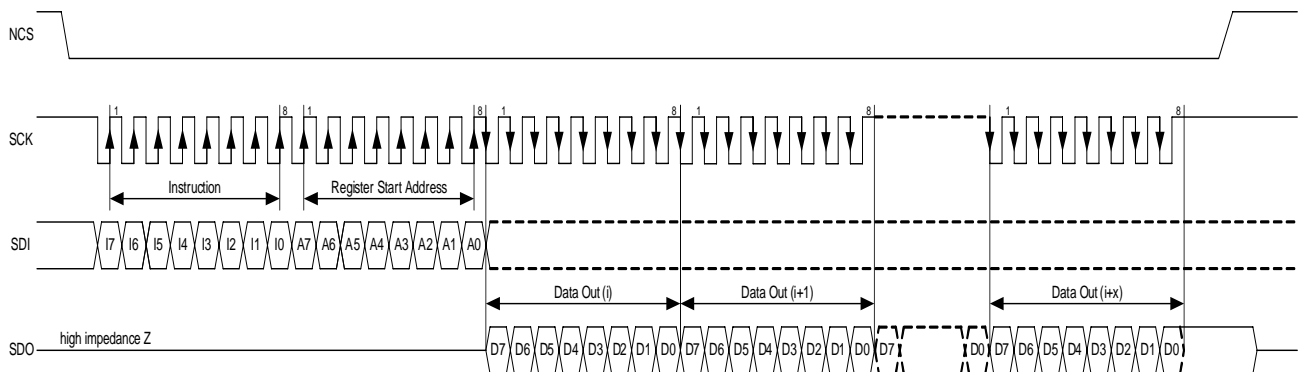 NCS
1 8 1 8 1 1 8 1 8
SCK
Instruction Register Start Address
SDI I7 I6 I5 I4 I3 I2 I1 I0 A7 A6 A5 A4 A3 A2 A1 A0
Data Out (i) Data Out (i+1) Data Out (i+x)
high impedance Z
SDO D7 D6 D5 D4 D3 D2 D1 D0 D7 D6 D5 D4 D3 D2 D1 D0 D7 D0 D7 D6 D5 D4 D3 D2 D1 D0